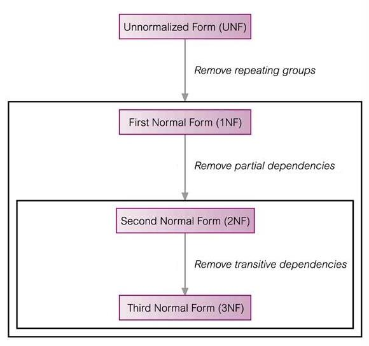 Unnormalized Form (UNF)
Remove repeating groups
First Normal Form (1NF)
Remove partial dependencies
Second Normal Form (2NF)
Remove transitive dependencies
Third Normal Form (3NF)